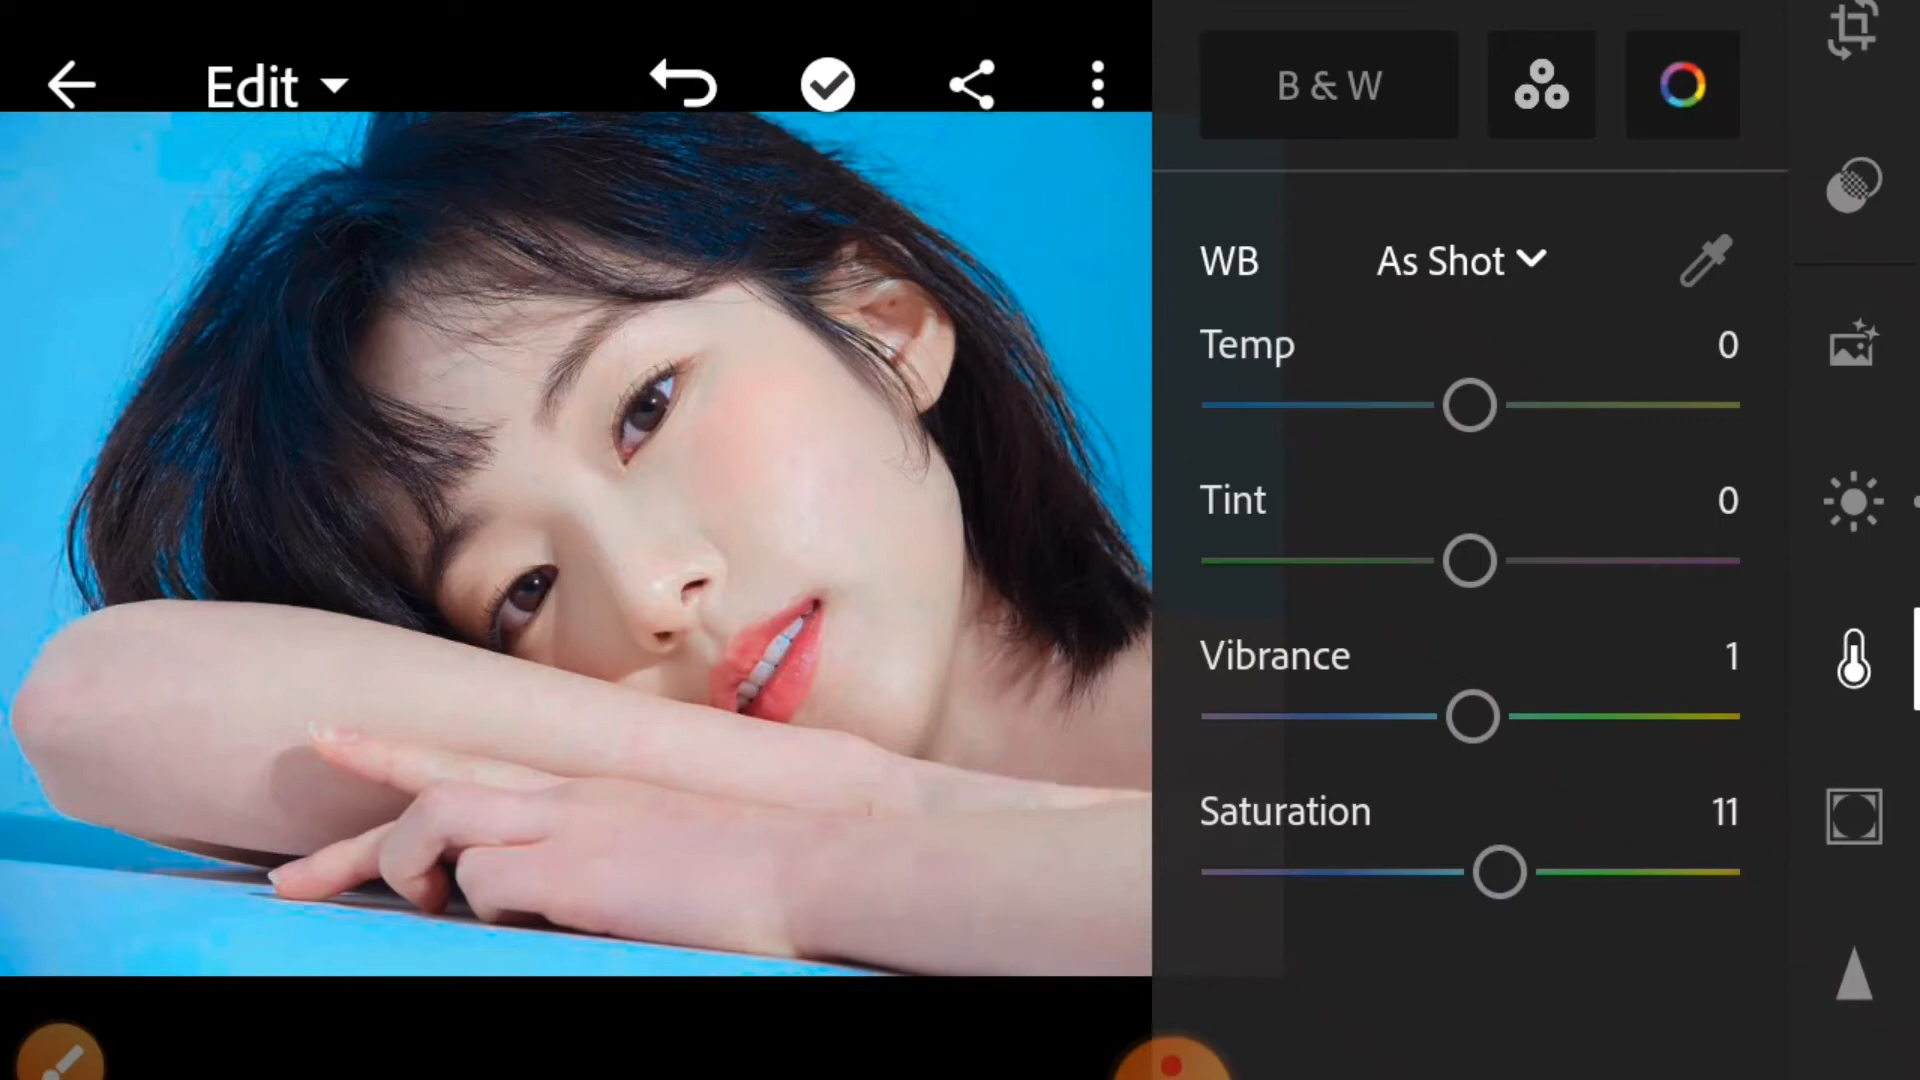 Edit
B & W
WB As Shot
Temp 0
Tint 0
Vibrance 1
Saturation 11